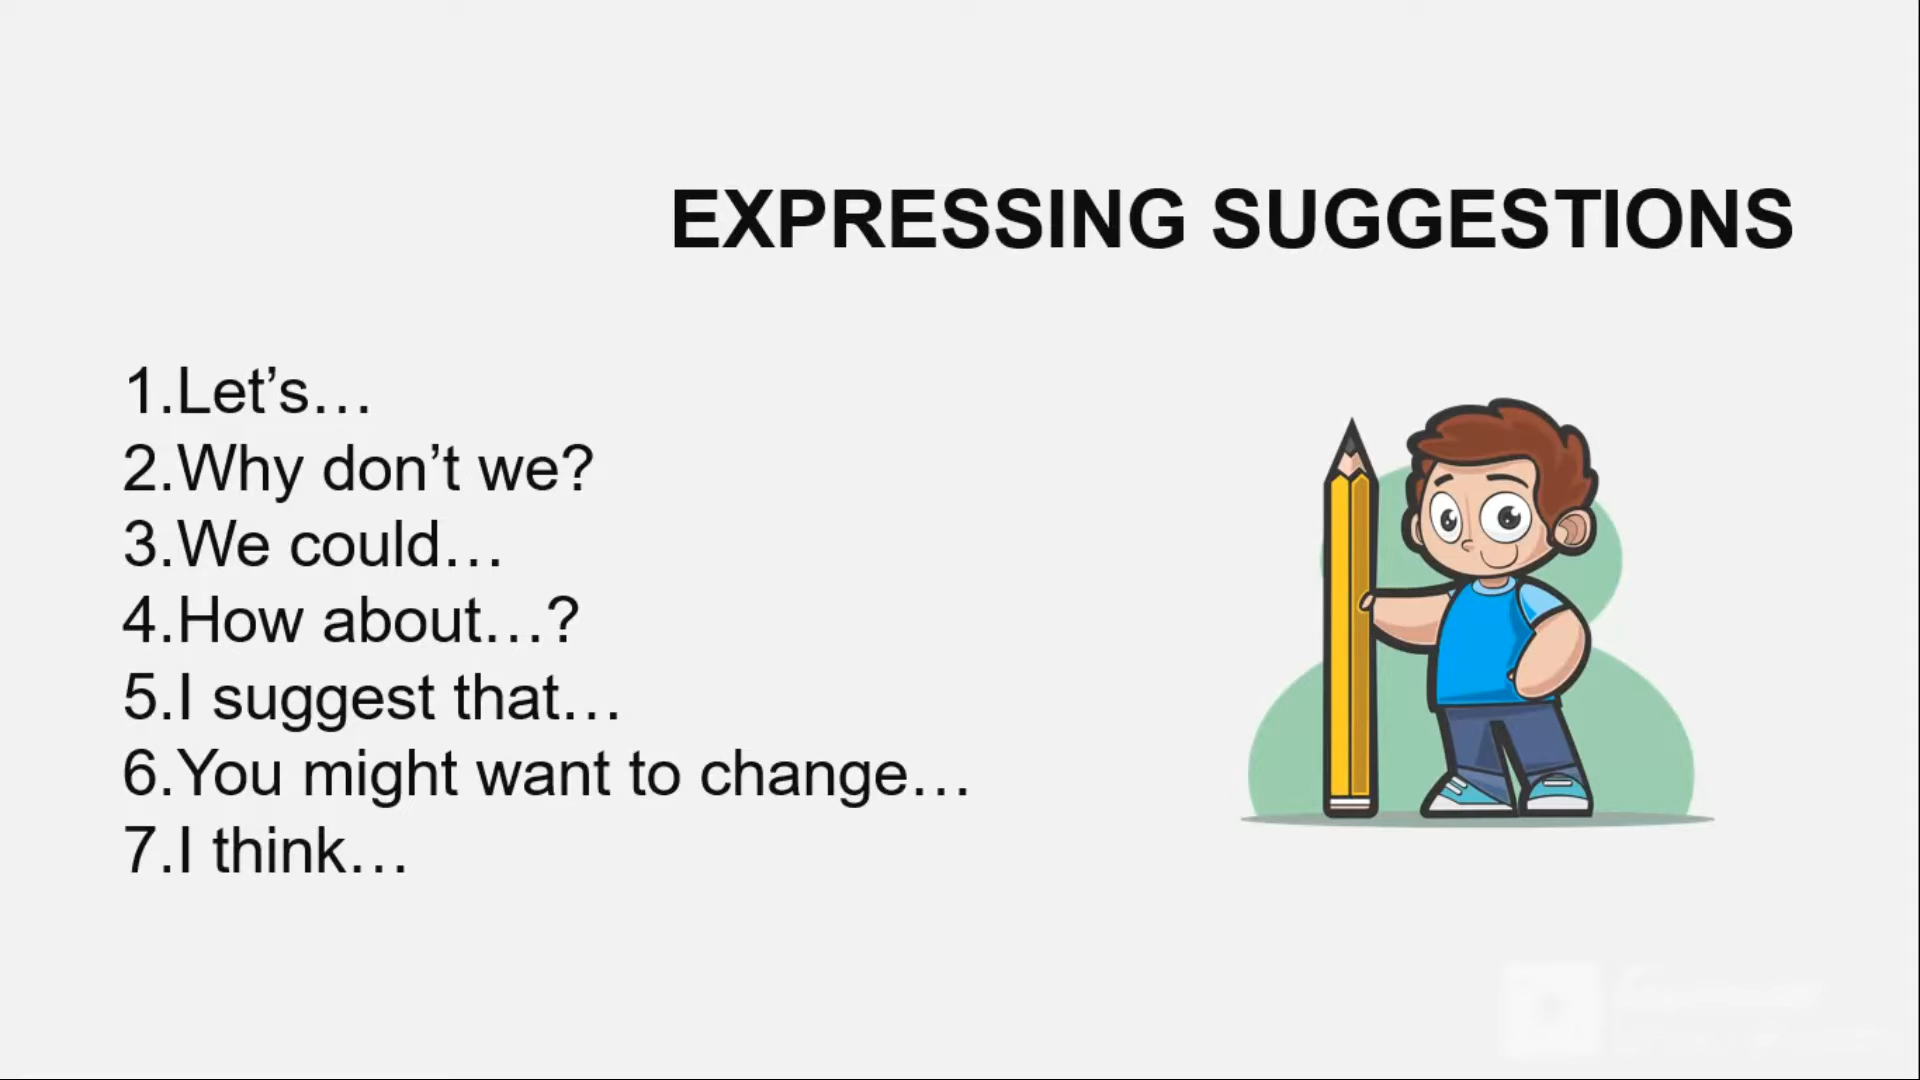 EXPRESSING SUGGESTIONS
1.Let’s…
2.Why don’t we?
3.We could…
4.How about…?
5.I suggest that…
6.You might want to change…
7.I think…